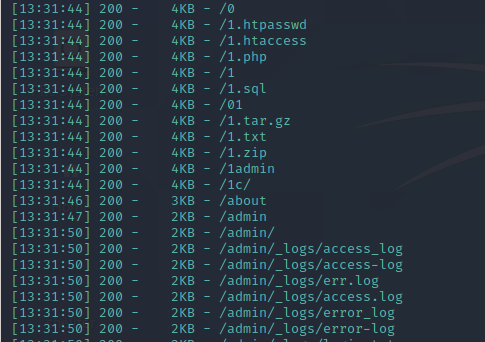 [13:31:44] 200 -    4KB - /0
[13:31:44] 200 -    4KB - /1.htpasswd
[13:31:44] 200 -    4KB - /1.htaccess
[13:31:44] 200 -    4KB - /1.php
[13:31:44] 200 -    4KB - /1
[13:31:44] 200 -    4KB - /1.sql
[13:31:44] 200 -    4KB - /01
[13:31:44] 200 -    4KB - /1.tar.gz
[13:31:44] 200 -    4KB - /1.txt
[13:31:44] 200 -    4KB - /1.zip
[13:31:44] 200 -    4KB - /1admin
[13:31:44] 200 -    4KB - /1c/
[13:31:46] 200 -    3KB - /about
[13:31:47] 200 -    2KB - /admin
[13:31:50] 200 -    2KB - /admin/
[13:31:50] 200 -    2KB - /admin/_logs/access_log
[13:31:50] 200 -    2KB - /admin/_logs/access-log
[13:31:50] 200 -    2KB - /admin/_logs/err.log
[13:31:50] 200 -    2KB - /admin/_logs/access.log
[13:31:50] 200 -    2KB - /admin/_logs/error_log
[13:31:50] 200 -    2KB - /admin/_logs/error-log